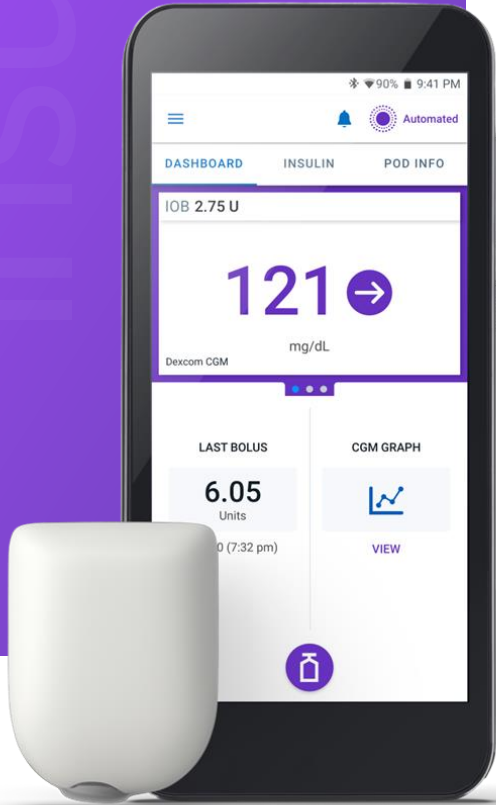 90% 9:41 PM
Automated
DASHBOARD INSULIN POD INFO
IOB 2.75 U
121
mg/dL
Dexcom CGM
LAST BOLUS
6.05
Units
0 (7:32 pm)
CGM GRAPH
VIEW